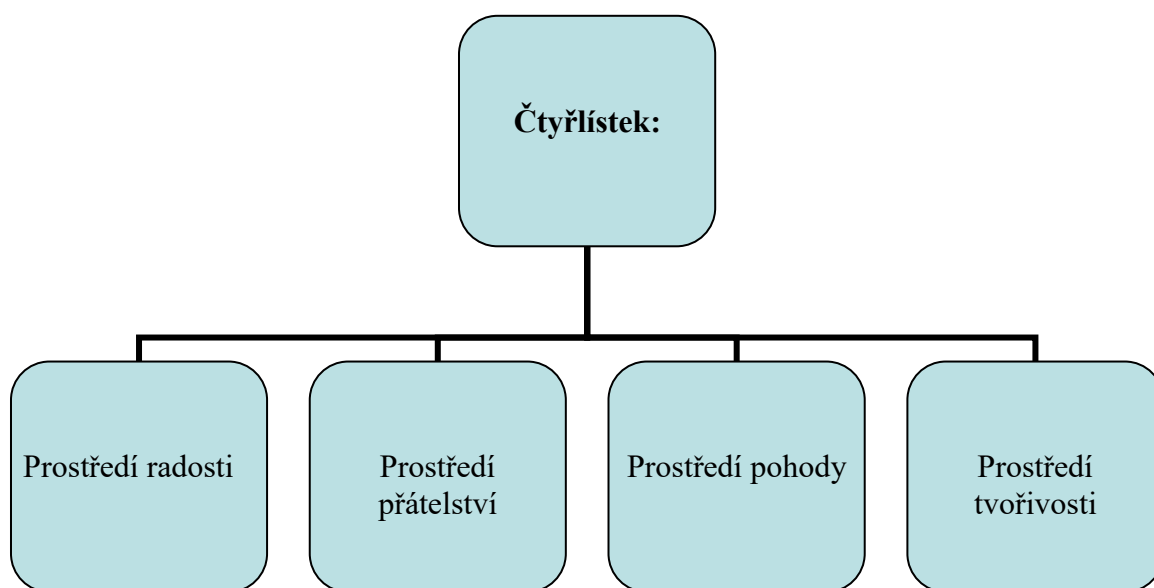 Čtyřlístek:
Prostředí radosti
Prostředí
přátelství
Prostředí pohody
Prostředí
tvořivosti